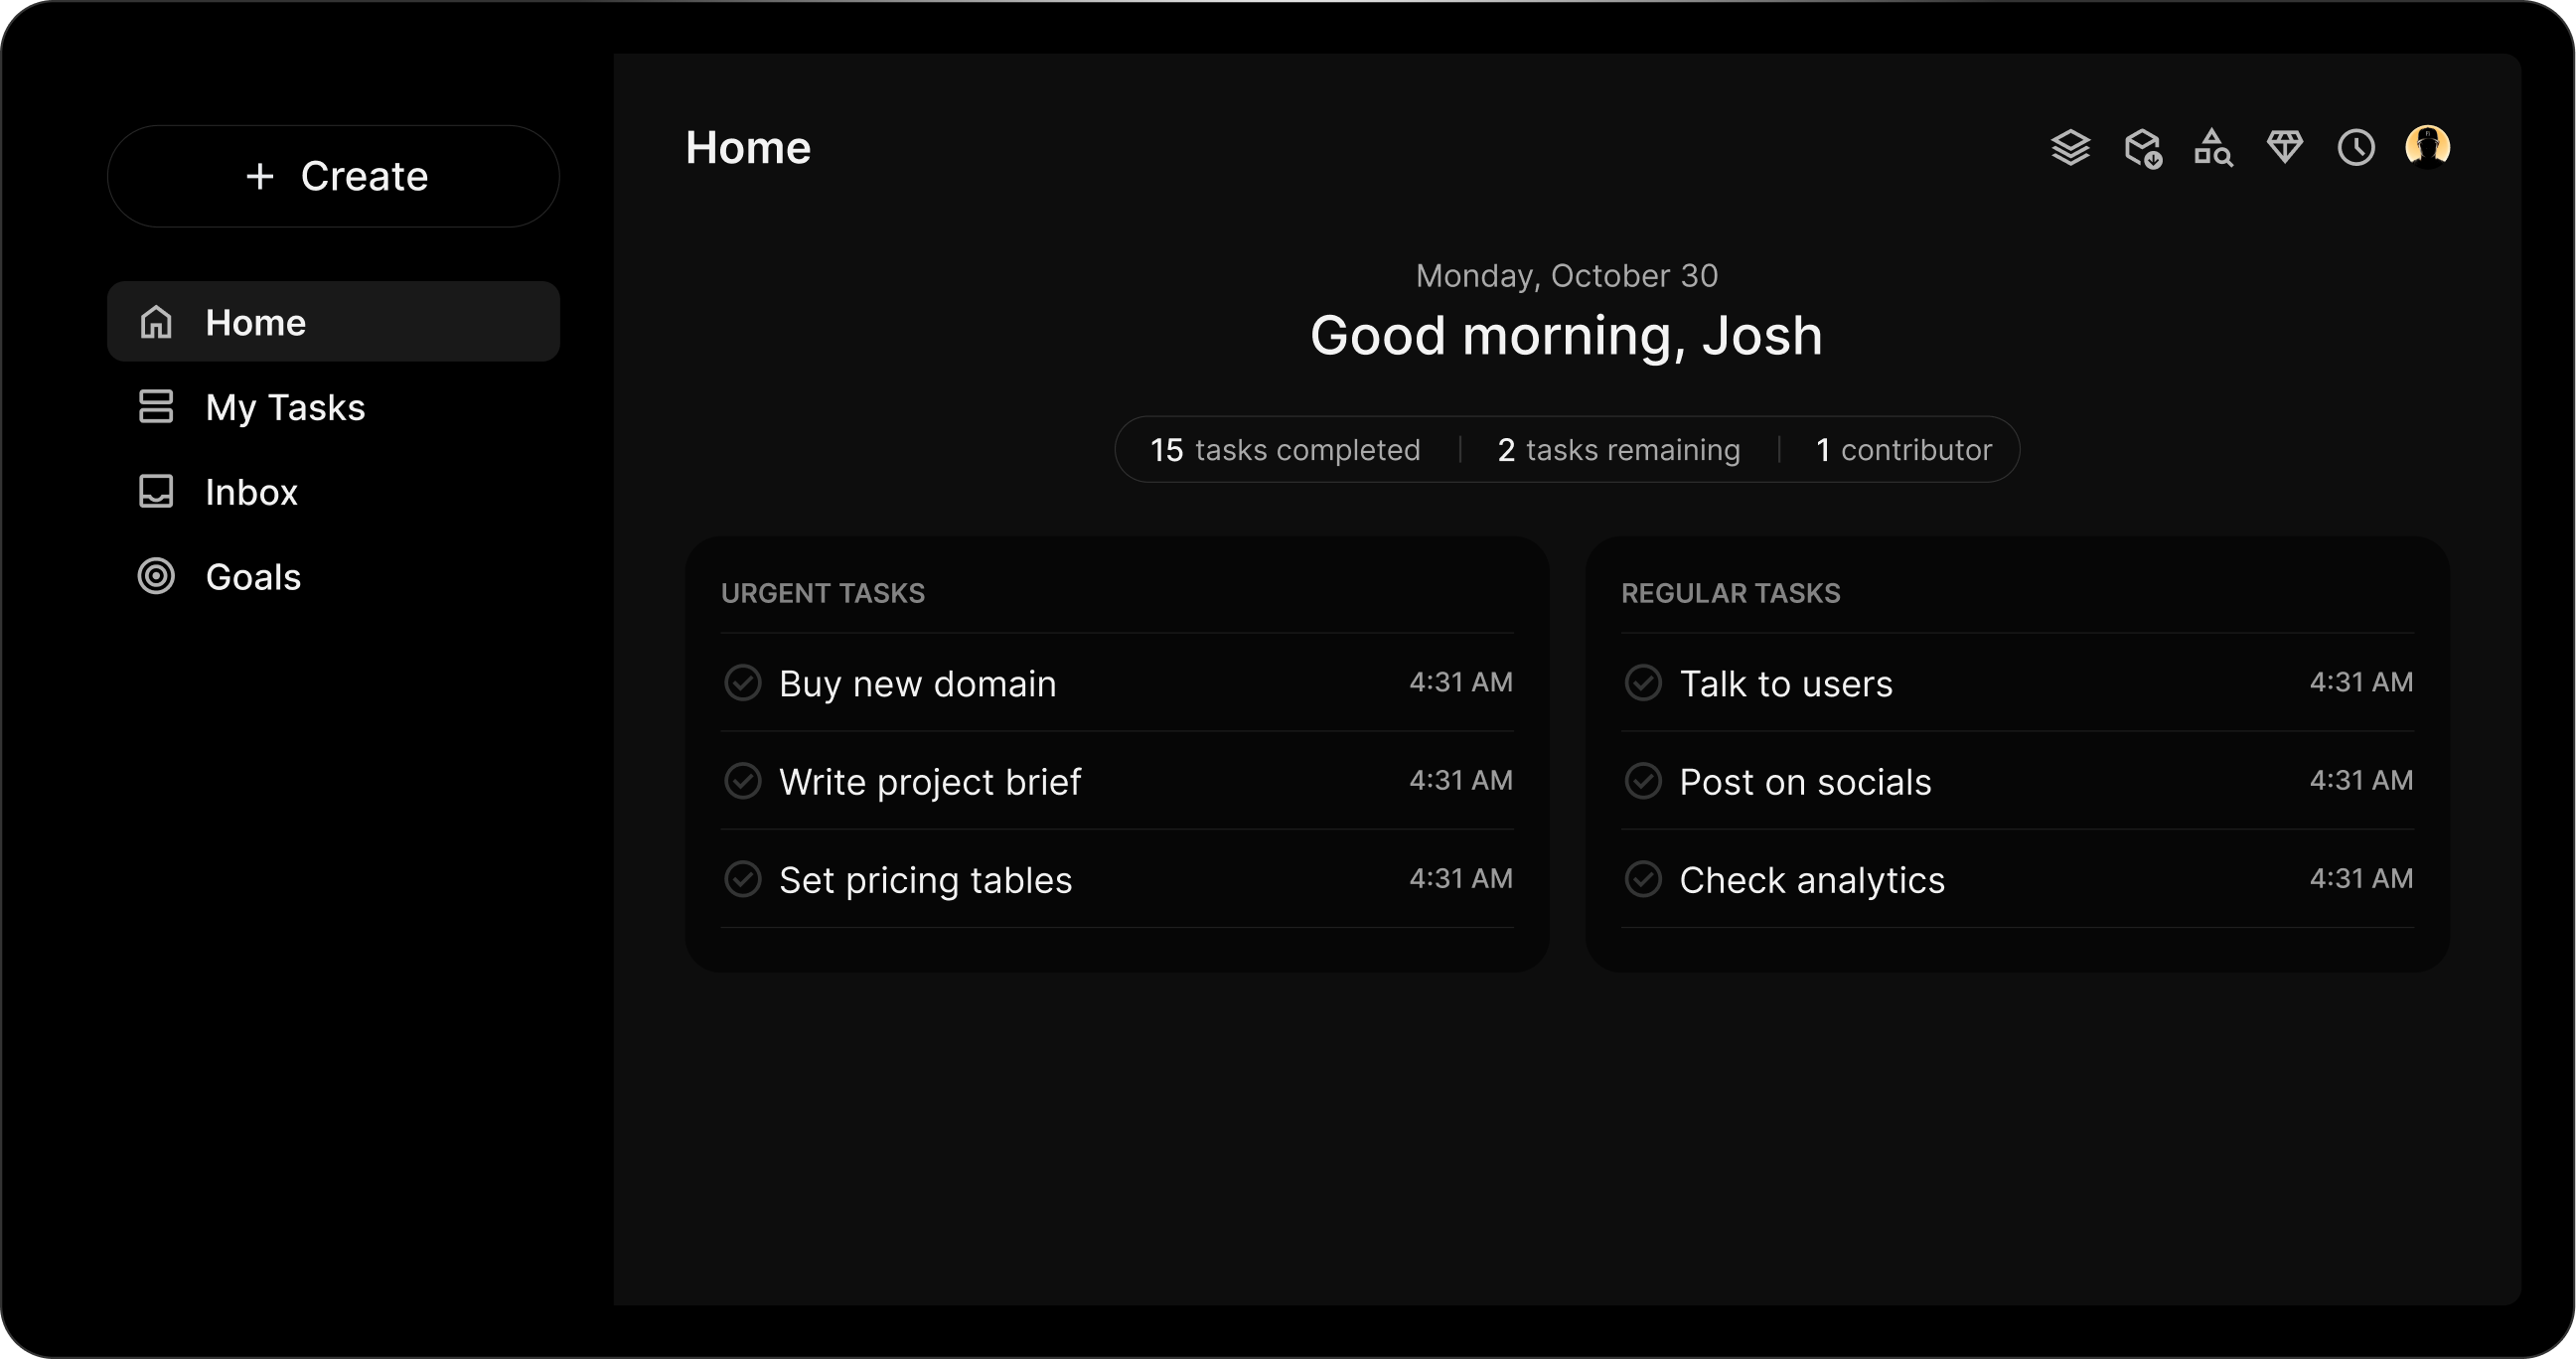 + Create
Home
My Tasks
Inbox
Goals
Home
Monday, October 30
Good morning, Josh
15 tasks completed | 2 tasks remaining | 1 contributor
URGENT TASKS
Buy new domain 4:31 AM
Write project brief 4:31 AM
Set pricing tables 4:31 AM
REGULAR TASKS
Talk to users 4:31 AM
Post on socials 4:31 AM
Check analytics 4:31 AM